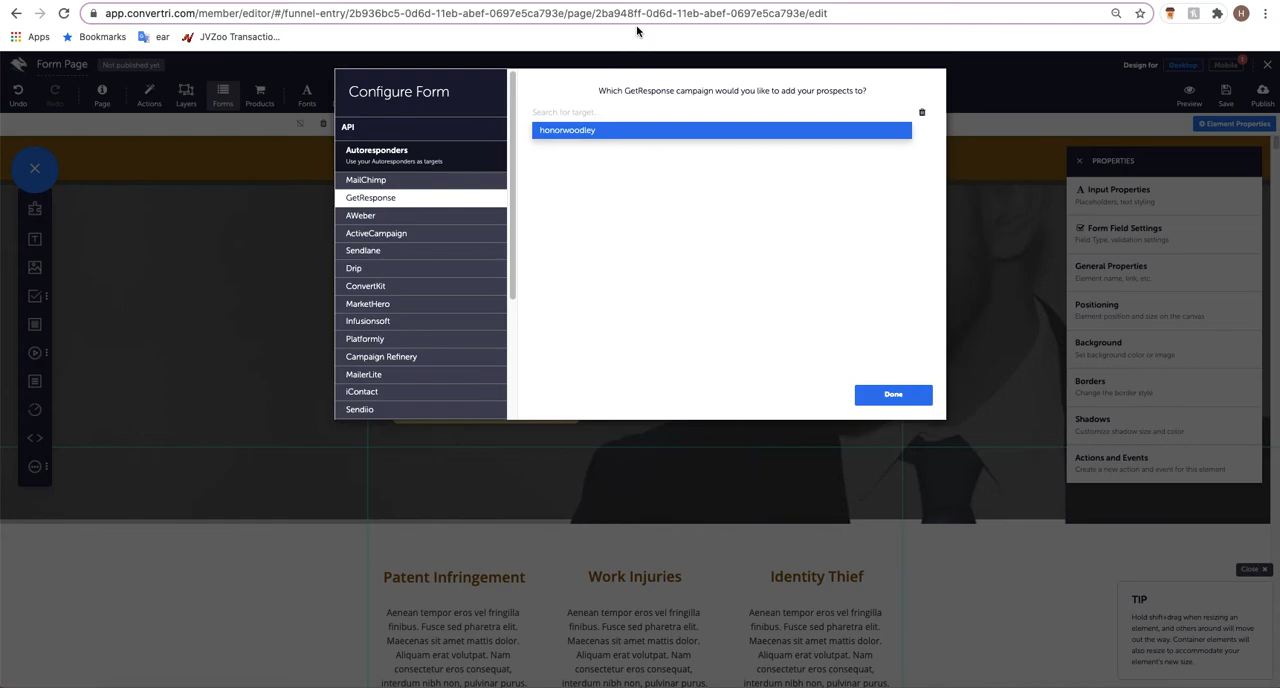 app.convertri.com/member/editor/#/funnel-entry/2b936bc5-0d6d-11eb-abef-0697e5ca793e/page/2ba948ff-0d6d-11eb-abef-0697e5ca793e/edit
H
Apps
Bookmarks
ear
JVZoo Transactio...
Form Page
Not published yet
Design for
Desktop
Mobile
Undo
Redo
Page
Actions
Layers
Forms
Products
Fonts
Preview
Save
Publish
Element Properties
Configure Form
API
Autoresponders
Use your Autoresponders as targets
MailChimp
GetResponse
AWeber
ActiveCampaign
Sendlane
Drip
ConvertKit
MarketHero
Infusionsoft
Platformly
Campaign Refinery
MailerLite
iContact
Sendiio
Which GetResponse campaign would you like to add your prospects to?
Search for target...
honorwoodley
Done
PROPERTIES
Input Properties
Placeholders, text styling
Form Field Settings
Field Type, validation settings
General Properties
Element name, link, etc.
Positioning
Element position and size on the canvas
Background
Set background color or image
Borders
Change the border style
Shadows
Customize shadow size and color
Actions and Events
Create a new action and event for this element
Patent Infringement
Aenean tempor eros vel fringilla
finibus. Fusce sed pharetra elit.
Maecenas sit amet mattis dolor.
Aenean erat volutpat. Nam
consectetur eros consequat,
interdum nibh non, pulvinar purus.
Work Injuries
Aenean tempor eros vel fringilla
finibus. Fusce sed pharetra elit.
Maecenas sit amet mattis dolor.
Aenean erat volutpat. Nam
consectetur eros consequat,
interdum nibh non, pulvinar purus.
Identity Thief
Aenean tempor eros vel fringilla
finibus. Fusce sed pharetra elit.
Maecenas sit amet mattis dolor.
Aenean erat volutpat. Nam
consectetur eros consequat,
interdum nibh non, pulvinar purus.
Close
TIP
Hold shift+drag when resizing an
element, and others around will move
out the way. Container elements will
also resize to accommodate your
element's new size.